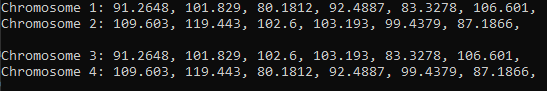 Chromosome 1: 91.2648, 101.829, 80.1812, 92.4887, 83.3278, 106.601,
Chromosome 2: 109.603, 119.443, 102.6, 103.193, 99.4379, 87.1866,
Chromosome 3: 91.2648, 101.829, 102.6, 103.193, 83.3278, 106.601,
Chromosome 4: 109.603, 119.443, 80.1812, 92.4887, 99.4379, 87.1866,